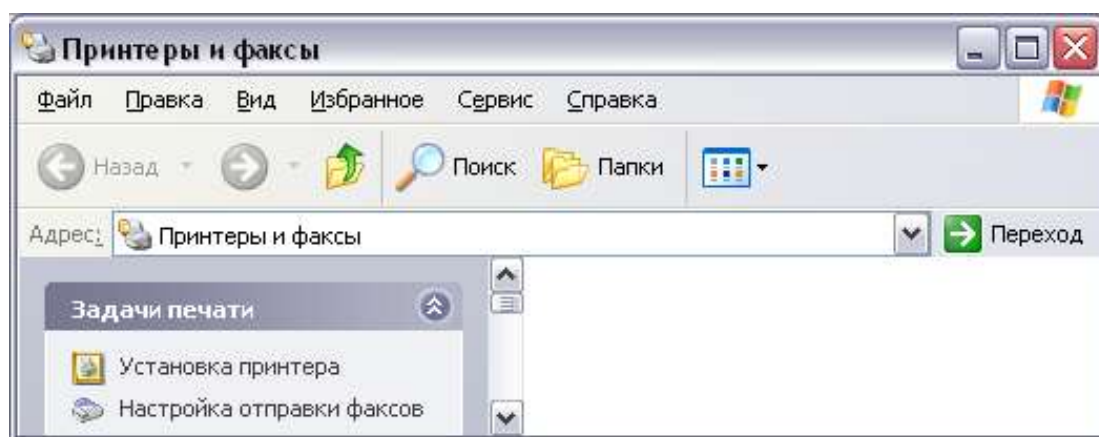 Принтеры и факсы
Файл Правка Вид Избранное Сервис Справка
Назад Поиск Папки
Адрес: Принтеры и факсы Переход
Задачи печати
Установка принтера
Настройка отправки факсов